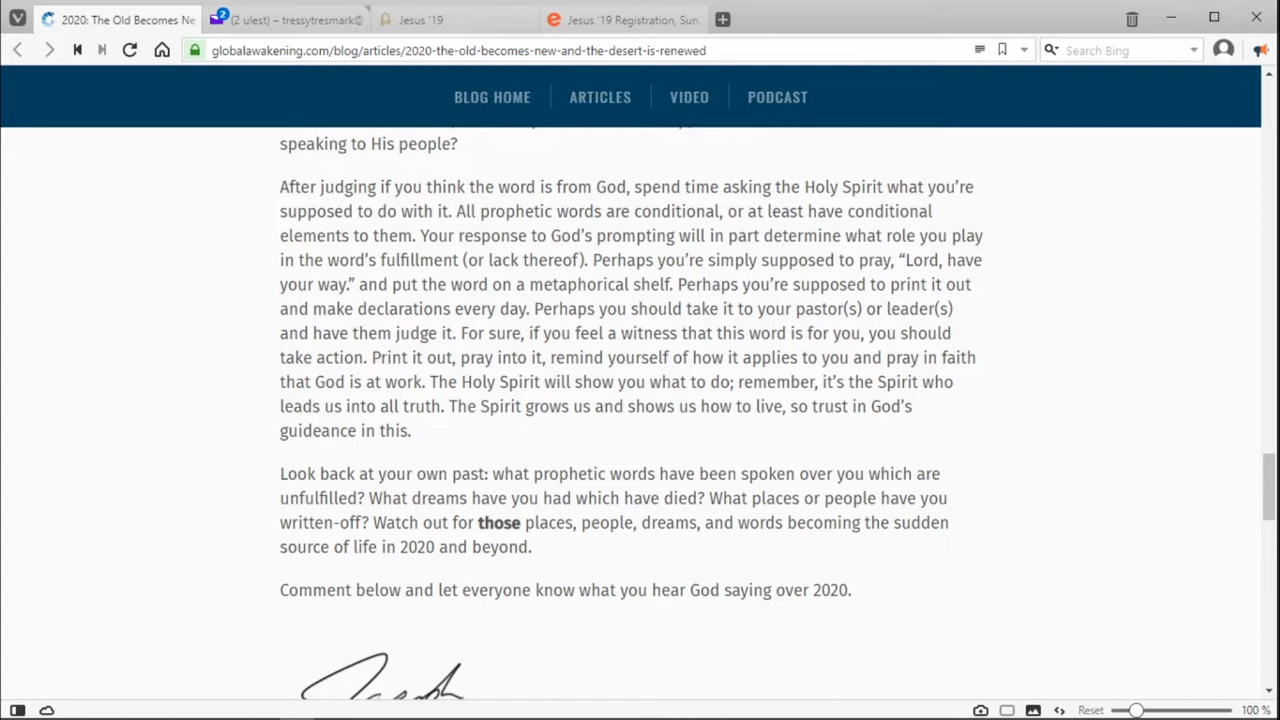 2020: The Old Becomes Ne
2
(2 ulest) – tressytresmark@
Jesus '19
Jesus '19 Registration, Sun,
globalawakening.com/blog/articles/2020-the-old-becomes-new-and-the-desert-is-renewed
Search Bing
BLOG HOME
ARTICLES
VIDEO
PODCAST
speaking to His people?
After judging if you think the word is from God, spend time asking the Holy Spirit what you’re
supposed to do with it. All prophetic words are conditional, or at least have conditional
elements to them. Your response to God’s prompting will in part determine what role you play
in the word’s fulfillment (or lack thereof). Perhaps you’re simply supposed to pray, “Lord, have
your way.” and put the word on a metaphorical shelf. Perhaps you’re supposed to print it out
and make declarations every day. Perhaps you should take it to your pastor(s) or leader(s)
and have them judge it. For sure, if you feel a witness that this word is for you, you should
take action. Print it out, pray into it, remind yourself of how it applies to you and pray in faith
that God is at work. The Holy Spirit will show you what to do; remember, it’s the Spirit who
leads us into all truth. The Spirit grows us and shows us how to live, so trust in God’s
guideance in this.
Look back at your own past: what prophetic words have been spoken over you which are
unfulfilled? What dreams have you had which have died? What places or people have you
written-off? Watch out for those places, people, dreams, and words becoming the sudden
source of life in 2020 and beyond.
Comment below and let everyone know what you hear God saying over 2020.
Reset
100 %